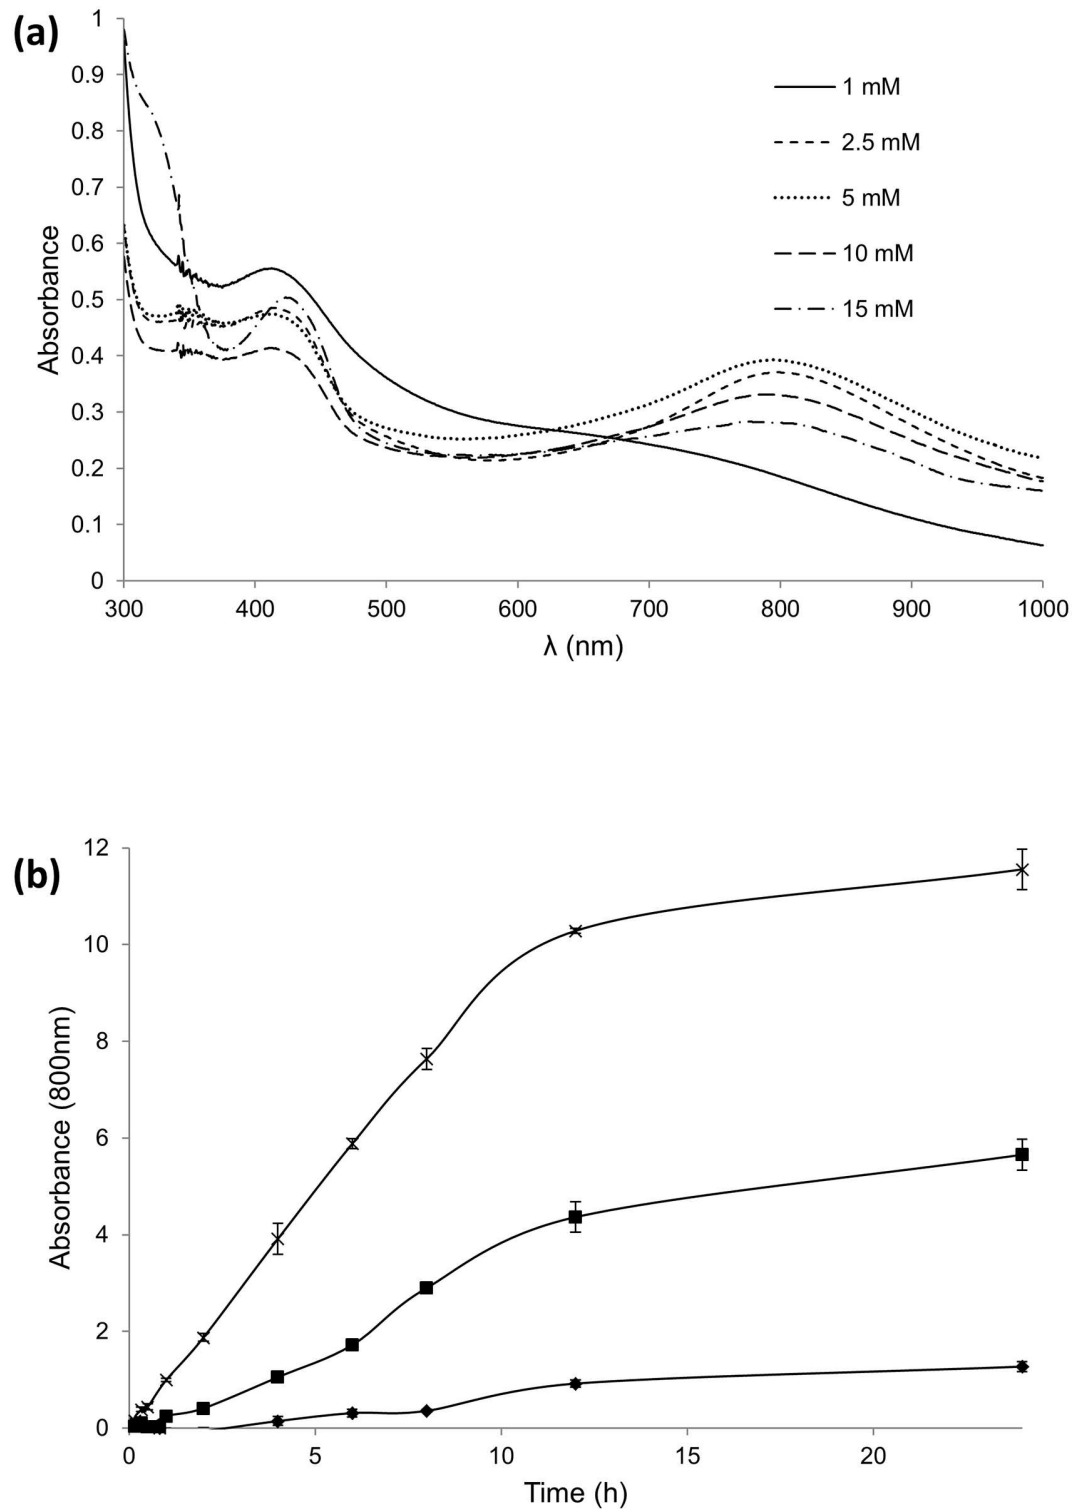 (a)
1
0.9
0.8
0.7
0.6
0.5
0.4
0.3
0.2
0.1
0
Absorbance
300 400 500 600 700 800 900 1000
λ (nm)
1 mM
2.5 mM
5 mM
10 mM
15 mM
(b)
12
10
8
6
4
2
0
Absorbance (800nm)
0 5 10 15 20
Time (h)